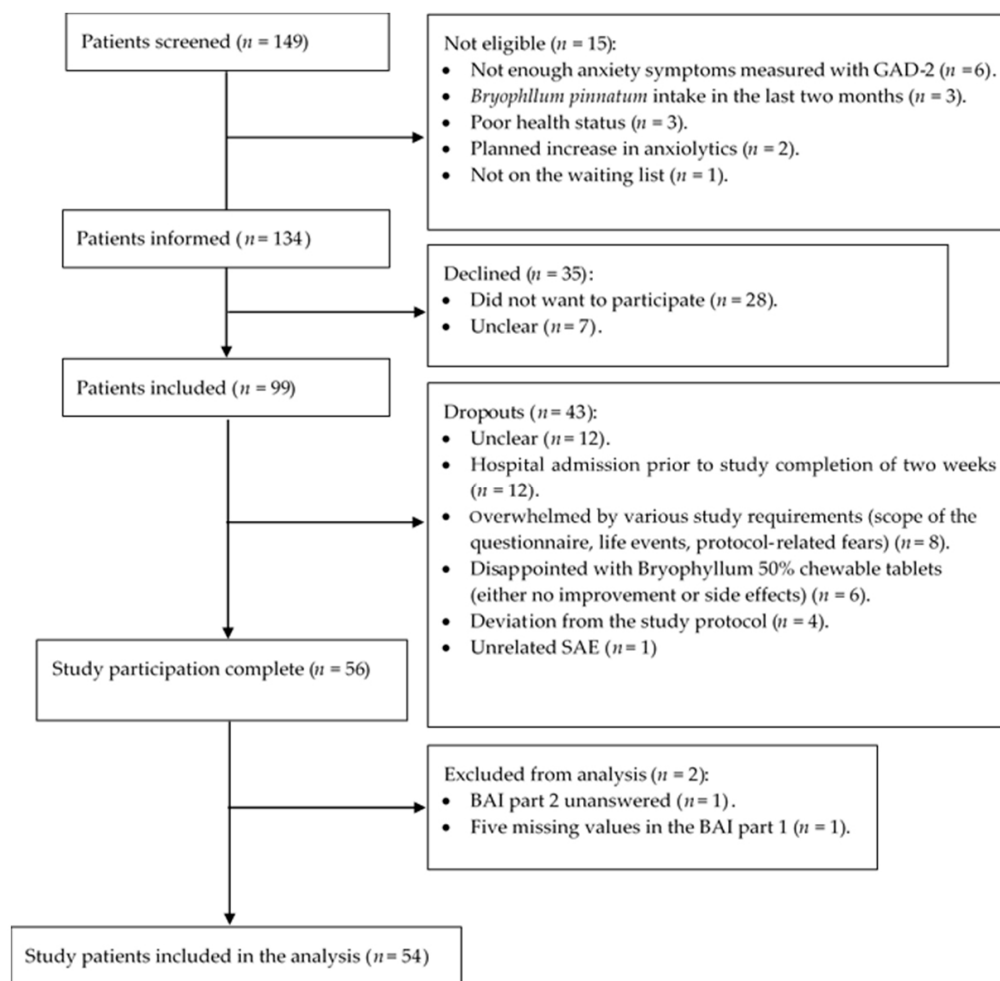 Patients screened (n = 149)
Not eligible (n = 15):
• Not enough anxiety symptoms measured with GAD-2 (n =6).
• Bryophllum pinnatum intake in the last two months (n = 3).
• Poor health status (n = 3).
• Planned increase in anxiolytics (n = 2).
• Not on the waiting list (n = 1).
Patients informed (n= 134)
Declined (n = 35):
• Did not want to participate (n= 28).
• Unclear (n= 7).
Patients included (n = 99)
Dropouts (n= 43):
• Unclear (n= 12).
• Hospital admission prior to study completion of two weeks
(n = 12).
• Overwhelmed by various study requirements (scope of the
questionnaire, life events, protocol-related fears) (n= 8).
• Disappointed with Bryophyllum 50% chewable tablets
(either no improvement or side effects) (n = 6).
• Deviation from the study protocol (n = 4).
• Unrelated SAE (n= 1)
Study participation complete (n = 56)
Excluded from analysis (n = 2):
• BAI part 2 unanswered (n= 1).
• Five missing values in the BAI part 1 (n = 1).
Study patients included in the analysis (n= 54)